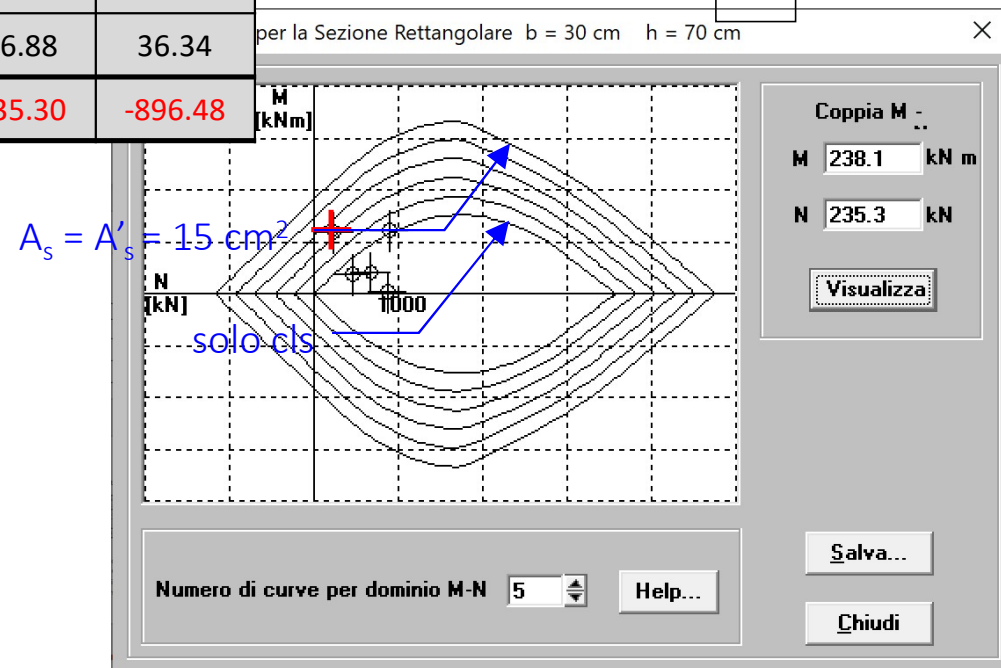 6.88 36.34
35.30 -896.48
per la Sezione Rettangolare b = 30 cm h = 70 cm
M
[kNm]
N
[kN]
1000
As = A's = 15 cm2
solo cls
Coppia M -
M 238.1 kN m
N 235.3 kN
Visualizza
Numero di curve per dominio M-N 5
Help...
Salva...
Chiudi